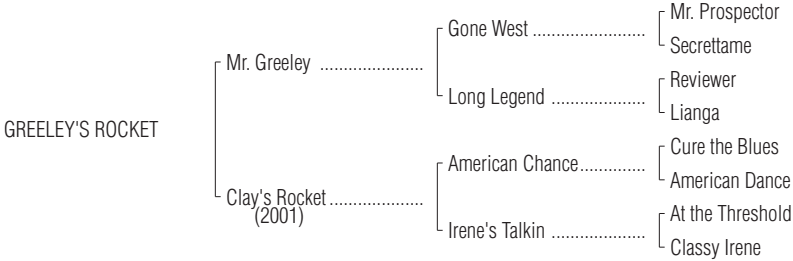 Mr. Prospector
Gone West ........................
Secrettame
Mr. Greeley ......................
Reviewer
Long Legend ....................
Lianga
GREELEY'S ROCKET
Cure the Blues
American Chance..............
American Dance
Clay's Rocket ....................
(2001)
At the Threshold
Irene's Talkin ....................
Classy Irene